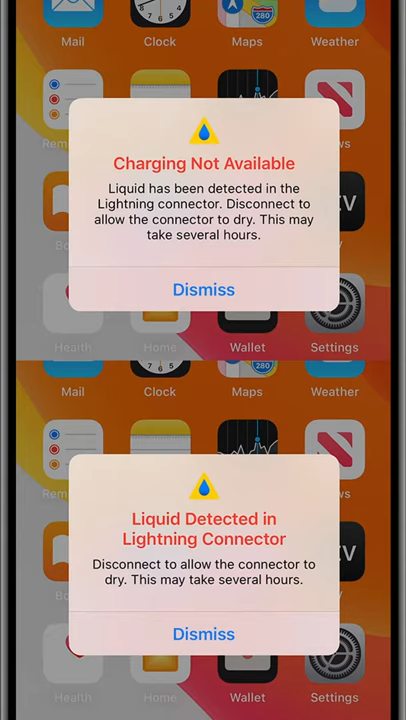 Mail Clock Maps Weather
280
Charging Not Available
Liquid has been detected in the
Lightning connector. Disconnect to
allow the connector to dry. This may
take several hours.
Dismiss
Health Home Wallet Settings
Mail Clock Maps Weather
280
Liquid Detected in
Lightning Connector
Disconnect to allow the connector to
dry. This may take several hours.
Dismiss
Health Home Wallet Settings